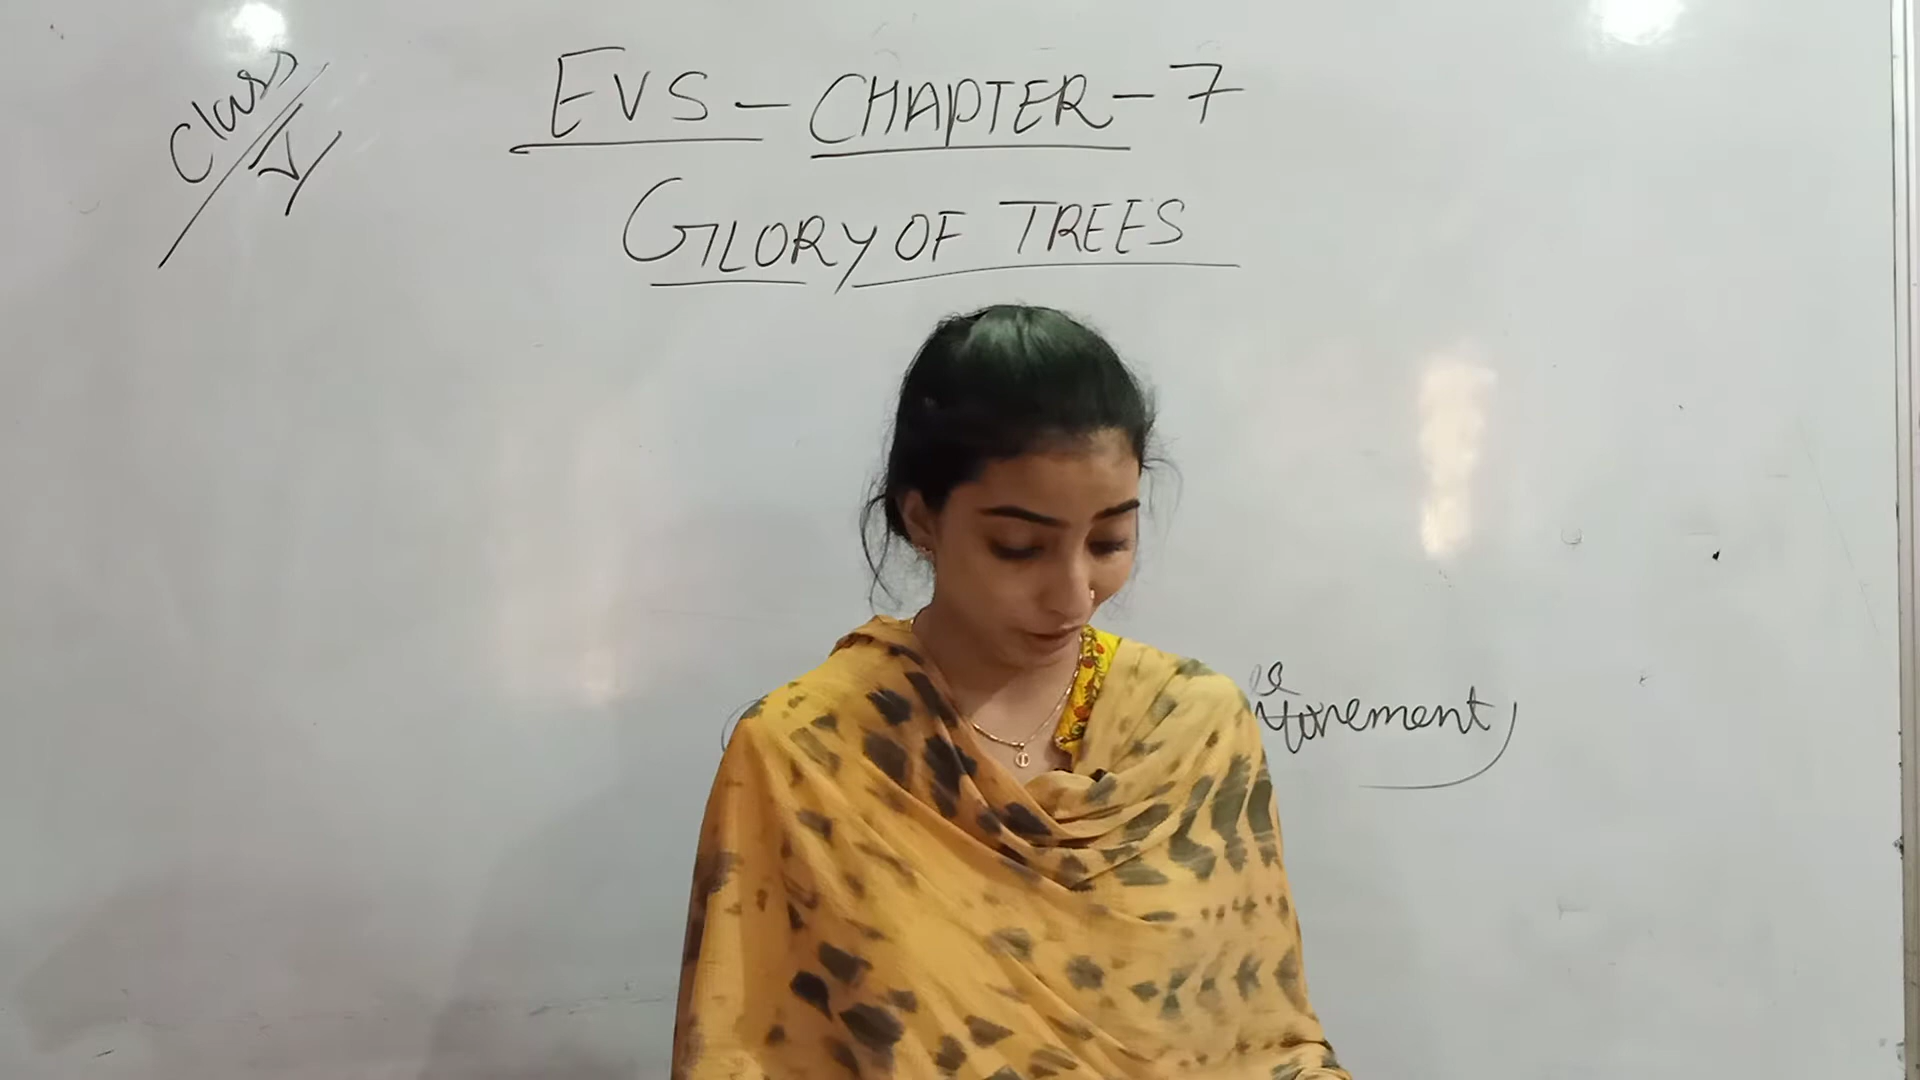 Class
V
EVS - CHAPTER - 7
GLORY OF TREES